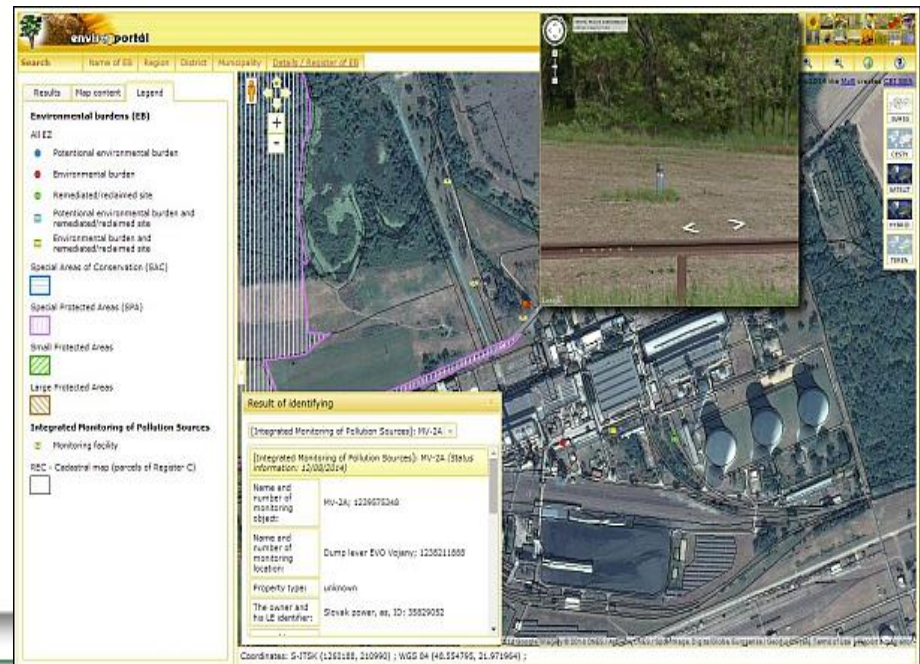 enviroportál
Search
Name of EB
Region
District
Municipality
Details / Register of EB
Results
Map content
Legend
Environmental burdens (EB)
All EZ
Potentional environmental burden
Environmental burden
Remediated/reclaimed site
Potentional environmental burden and
remediated/reclaimed site
Environmental burden and
remediated/reclaimed site
Special Areas of Conservation (SAC)
Special Protected Areas (SPA)
Small Protected Areas
Large Protected Areas
Integrated Monitoring of Pollution Sources
Monitoring facility
REC - Cadastral map (parcels of Register C)
CESTY
SATELIT
HYBRID
TEREN
Result of identifying
[Integrated Monitoring of Pollution Sources]: MV-2A
[Integrated Monitoring of Pollution Sources]: MV-2A (Status
information: 12/08/2014)
Name and
number of
monitoring
object:
MV-2A; 1239575248
Name and
number of
monitoring
location:
Dump lever EVO Vojany; 1238211888
Property type:
unknown
The owner and
his LE identifier:
Slovak power, as, ID: 35829052
Coordinates: S-JTSK (1263188, 210990) ; WGS 84 (48.554795, 21.971964) ;